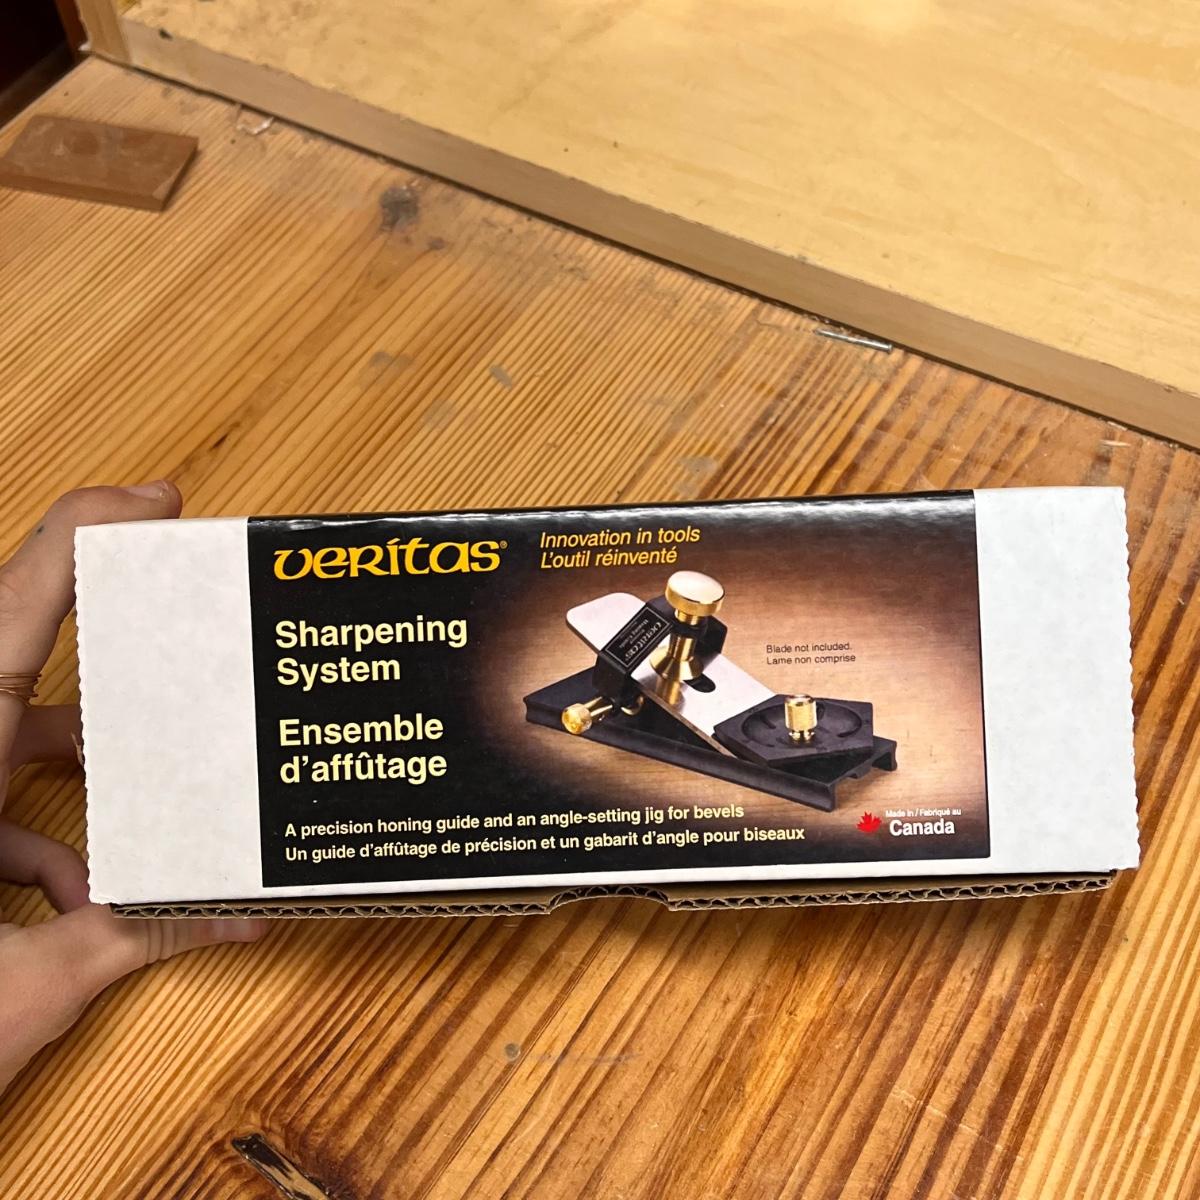 veritas®
Innovation in tools
L'outil réinventé
Sharpening
System
Blade not included.
Lame non comprise
Ensemble
d'affûtage
A precision honing guide and an angle-setting jig for bevels
Un guide d'affûtage de précision et un gabarit d'angle pour biseaux
Made in / Fabriqué au
Canada